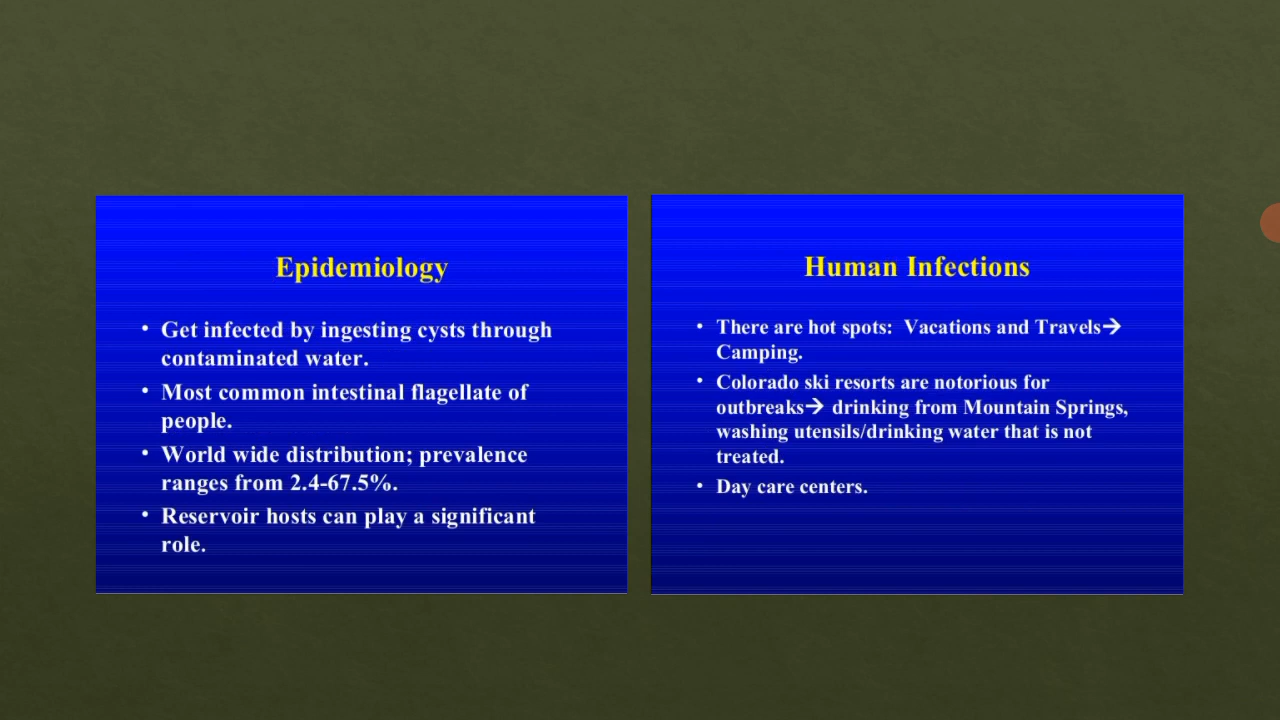 Epidemiology
• Get infected by ingesting cysts through
contaminated water.
• Most common intestinal flagellate of
people.
• World wide distribution; prevalence
ranges from 2.4-67.5%.
• Reservoir hosts can play a significant
role.
Human Infections
• There are hot spots:  Vacations and Travels→
Camping.
• Colorado ski resorts are notorious for
outbreaks→ drinking from Mountain Springs,
washing utensils/drinking water that is not
treated.
• Day care centers.